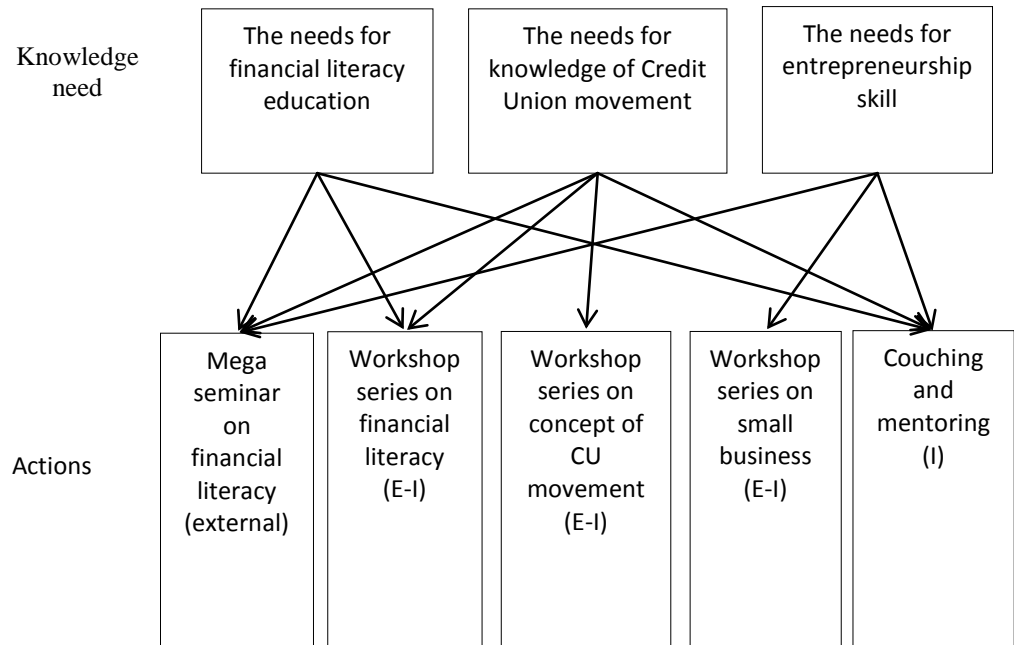 Knowledge
need
The needs for
financial literacy
education
The needs for
knowledge of Credit
Union movement
The needs for
entrepreneurship
skill
Actions
Mega
seminar
on
financial
literacy
(external)
Workshop
series on
financial
literacy
(E-I)
Workshop
series on
concept of
CU
movement
(E-I)
Workshop
series on
small
business
(E-I)
Couching
and
mentoring
(I)